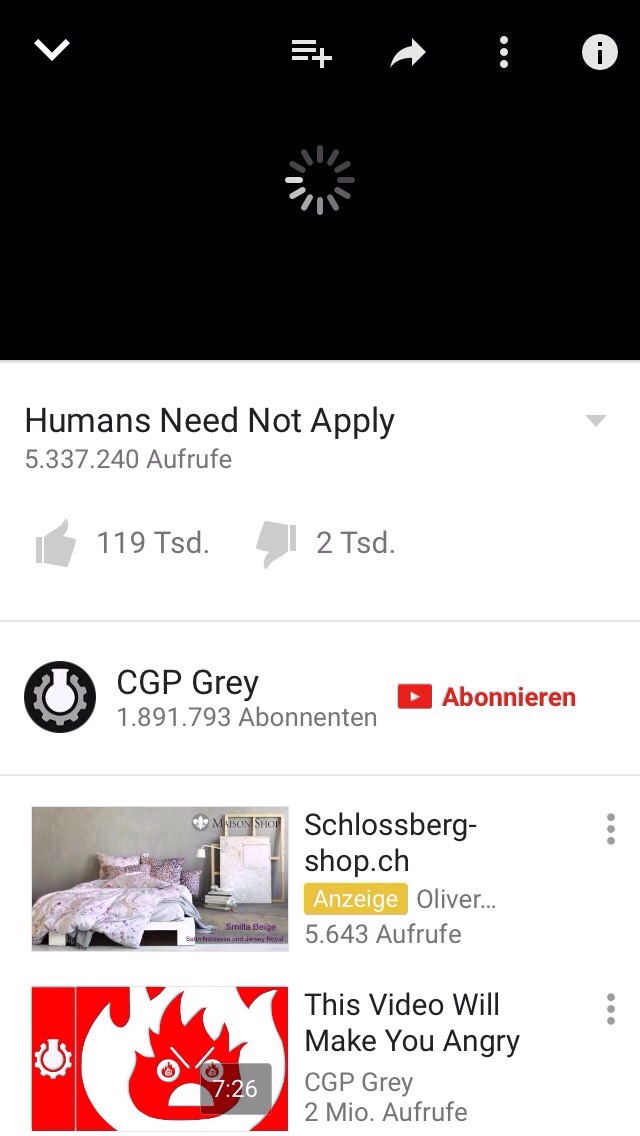 Humans Need Not Apply
5.337.240 Aufrufe
119 Tsd.
2 Tsd.
CGP Grey
1.891.793 Abonnenten
Abonnieren
MAISON SHOP
Smilla Beige
Satin Noblesse und Jersey Royal
Schlossberg-
shop.ch
Anzeige Oliver...
5.643 Aufrufe
7:26
This Video Will
Make You Angry
CGP Grey
2 Mio. Aufrufe